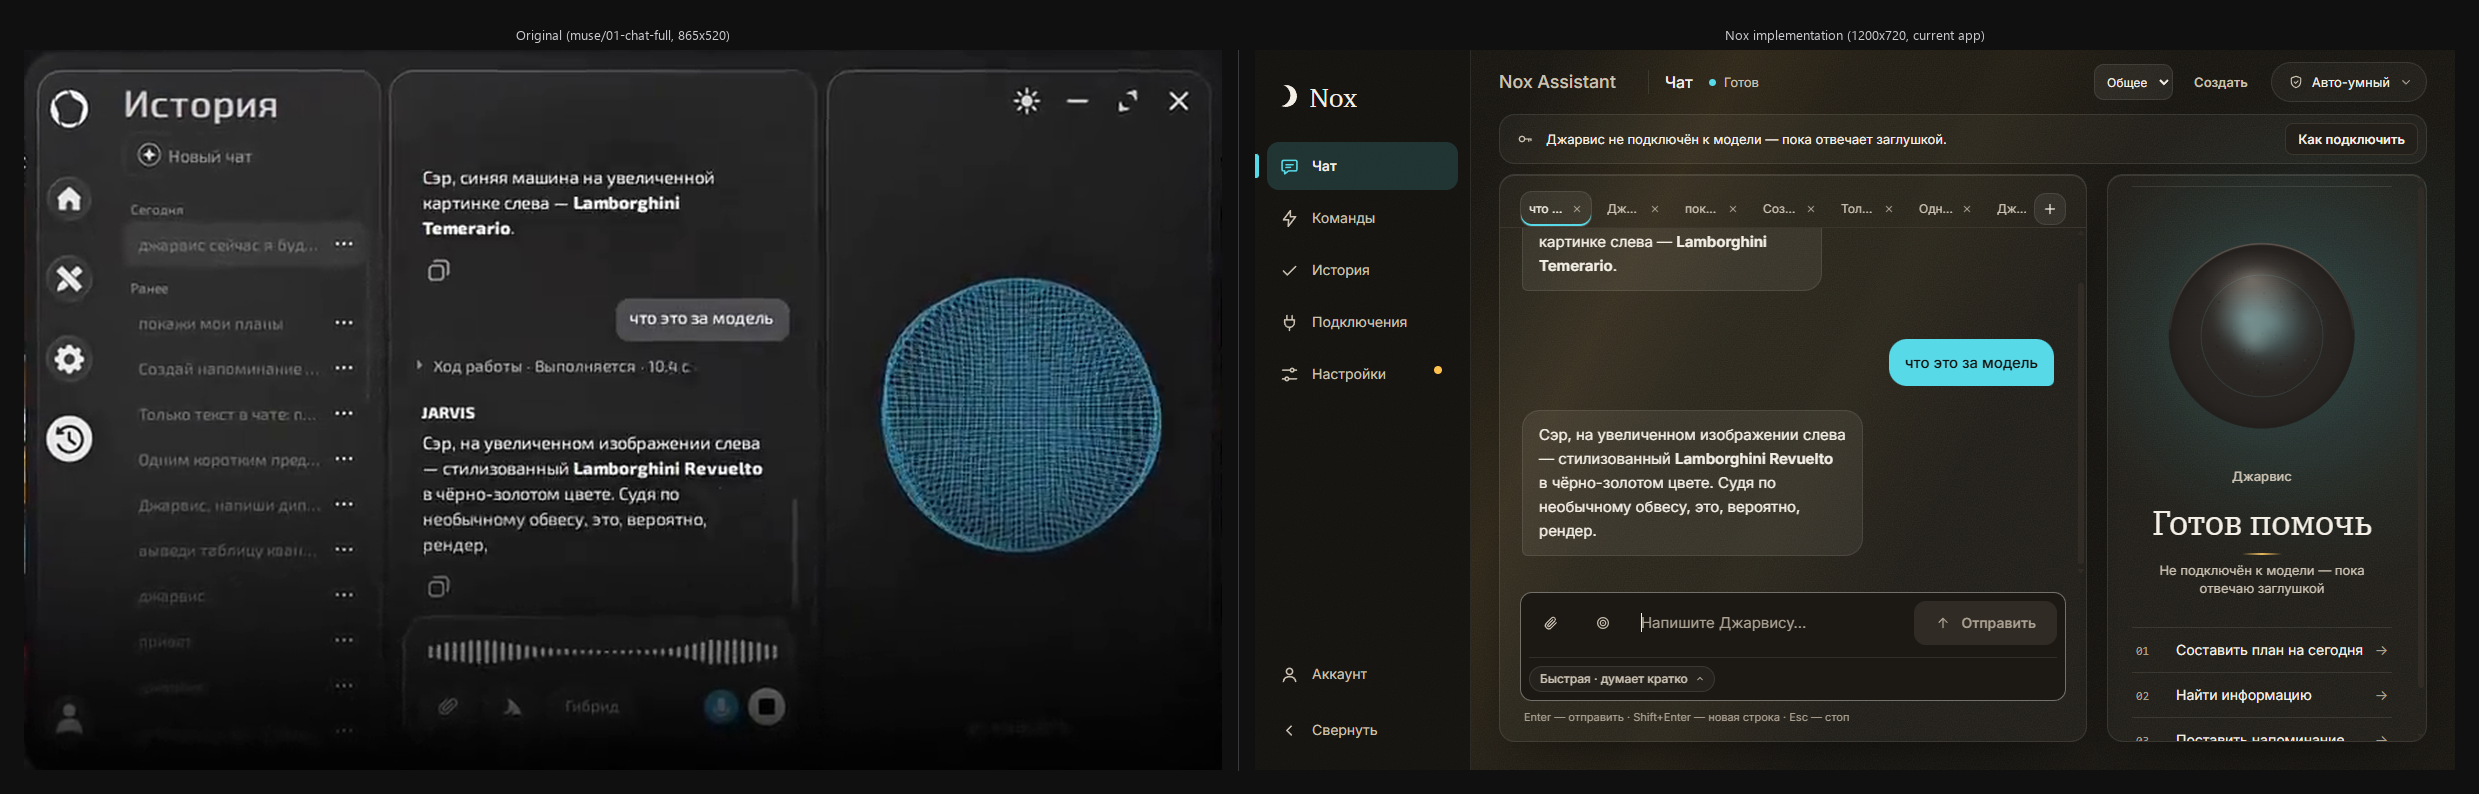 Original (muse/01-chat-full, 865x520)
История
Новый чат
Сегодня
джарвис сейчас я буд...
Ранее
покажи мои планы
Создай напоминание ...
Только текст в чате: п...
Одним коротким пред...
Джарвис, напиши дип...
выведи таблицу кван...
джарвис
привет
Сэр, синяя машина на увеличенной
картинке слева — Lamborghini
Temerario.
что это за модель
Ход работы · Выполняется · 10.4 с.
JARVIS
Сэр, на увеличенном изображении слева
— стилизованный Lamborghini Revuelto
в чёрно-золотом цвете. Судя по
необычному обвесу, это, вероятно,
рендер,
Гибрид
Nox implementation (1200x720, current app)
Nox
Чат
Команды
История
Подключения
Настройки
Аккаунт
Свернуть
Nox Assistant
Чат
Готов
Общее
Создать
Авто-умный
Джарвис не подключён к модели — пока отвечает заглушкой.
Как подключить
что ...
Дж...
пок...
Соз...
Тол...
Одн...
Дж...
картинке слева — Lamborghini
Temerario.
что это за модель
Сэр, на увеличенном изображении слева
— стилизованный Lamborghini Revuelto
в чёрно-золотом цвете. Судя по
необычному обвесу, это, вероятно,
рендер.
Напишите Джарвису...
Отправить
Быстрая · думает кратко
Enter — отправить · Shift+Enter — новая строка · Esc — стоп
Джарвис
Готов помочь
Не подключён к модели — пока
отвечаю заглушкой
01 Составить план на сегодня
02 Найти информацию
03 Поставить напоминание